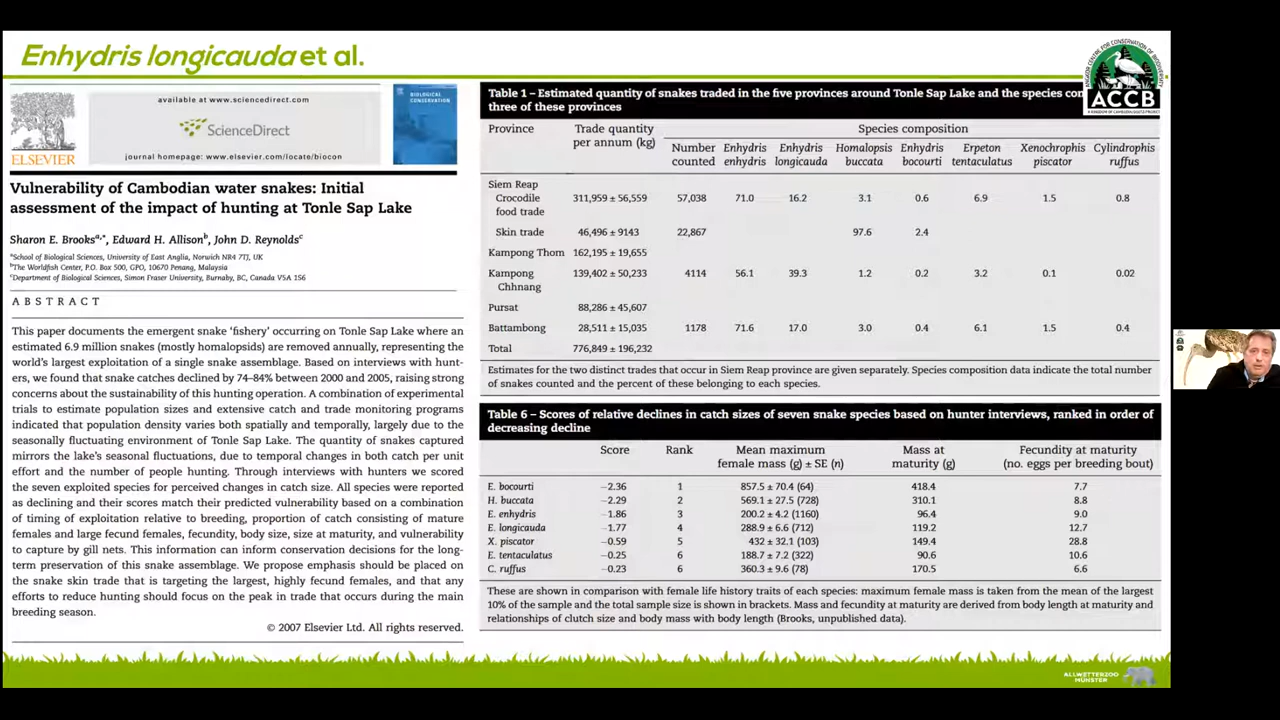 Enhydris longicauda et al.
available at www.sciencedirect.com
ScienceDirect
ELSEVIER
journal homepage: www.elsevier.com/locate/biocon
BIOLOGICAL
CONSERVATION
Vulnerability of Cambodian water snakes: Initial
assessment of the impact of hunting at Tonle Sap Lake
Sharon E. Brooksa,*, Edward H. Allisonb, John D. Reynoldsc
aSchool of Biological Sciences, University of East Anglia, Norwich NR4 7TJ, UK
bThe Worldfish Center, P.O. Box 500, GPO, 10670 Penang, Malaysia
cDepartment of Biological Sciences, Simon Fraser University, Burnaby, BC, Canada V5A 1S6
ABSTRACT
This paper documents the emergent snake ‘fishery’ occurring on Tonle Sap Lake where an
estimated 6.9 million snakes (mostly homalopsids) are removed annually, representing the
world's largest exploitation of a single snake assemblage. Based on interviews with hunt-
ers, we found that snake catches declined by 74–84% between 2000 and 2005, raising strong
concerns about the sustainability of this hunting operation. A combination of experimental
trials to estimate population sizes and extensive catch and trade monitoring programs
indicated that population density varies both spatially and temporally, largely due to the
seasonally fluctuating environment of Tonle Sap Lake. The quantity of snakes captured
mirrors the lake's seasonal fluctuations, due to temporal changes in both catch per unit
effort and the number of people hunting. Through interviews with hunters we scored
the seven exploited species for perceived changes in catch size. All species were reported
as declining and their scores match their predicted vulnerability based on a combination
of timing of exploitation relative to breeding, proportion of catch consisting of mature
females and large fecund females, fecundity, body size, size at maturity, and vulnerability
to capture by gill nets. This information can inform conservation decisions for the long-
term preservation of this snake assemblage. We propose emphasis should be placed on
the snake skin trade that is targeting the largest, highly fecund females, and that any
efforts to reduce hunting should focus on the peak in trade that occurs during the main
breeding season.
© 2007 Elsevier Ltd. All rights reserved.
Table 1 – Estimated quantity of snakes traded in the five provinces around Tonle Sap Lake and the species con
three of these provinces
Province Trade quantity per annum (kg) Species composition
Number counted Enhydris enhydris Enhydris longicauda Homalopsis buccata Enhydris bocourti Erpeton tentaculatus Xenochrophis piscator Cylindrophis ruffus
Siem Reap
Crocodile food trade 311,959 ± 56,559 57,038 71.0 16.2 3.1 0.6 6.9 1.5 0.8
Skin trade 46,496 ± 9143 22,867 97.6 2.4
Kampong Thom 162,195 ± 19,655
Kampong Chhnang 139,402 ± 50,233 4114 56.1 39.3 1.2 0.2 3.2 0.1 0.02
Pursat 88,286 ± 45,607
Battambong 28,511 ± 15,035 1178 71.6 17.0 3.0 0.4 6.1 1.5 0.4
Total 776,849 ± 196,232
Estimates for the two distinct trades that occur in Siem Reap province are given separately. Species composition data indicate the total number
of snakes counted and the percent of these belonging to each species.
Table 6 – Scores of relative declines in catch sizes of seven snake species based on hunter interviews, ranked in order of
decreasing decline
Score Rank Mean maximum female mass (g) ± SE (n) Mass at maturity (g) Fecundity at maturity (no. eggs per breeding bout)
E. bocourti −2.36 1 857.5 ± 70.4 (64) 418.4 7.7
H. buccata −2.29 2 569.1 ± 27.5 (728) 310.1 8.8
E. enhydris −1.86 3 200.2 ± 4.2 (1160) 96.4 9.0
E. longicauda −1.77 4 288.9 ± 6.6 (712) 119.2 12.7
X. piscator −0.59 5 432 ± 32.1 (103) 149.4 28.8
E. tentaculatus −0.25 6 188.7 ± 7.2 (322) 90.6 10.6
C. ruffus −0.23 6 360.3 ± 9.6 (78) 170.5 6.6
These are shown in comparison with female life history traits of each species: maximum female mass is taken from the mean of the largest
10% of the sample and the total sample size is shown in brackets. Mass and fecundity at maturity are derived from body length at maturity and
relationships of clutch size and body mass with body length (Brooks, unpublished data).
ANGKOR CENTRE FOR CONSERVATION OF BIODIVERSITY
ACCB
ALLWETTERZOO
MÜNSTER